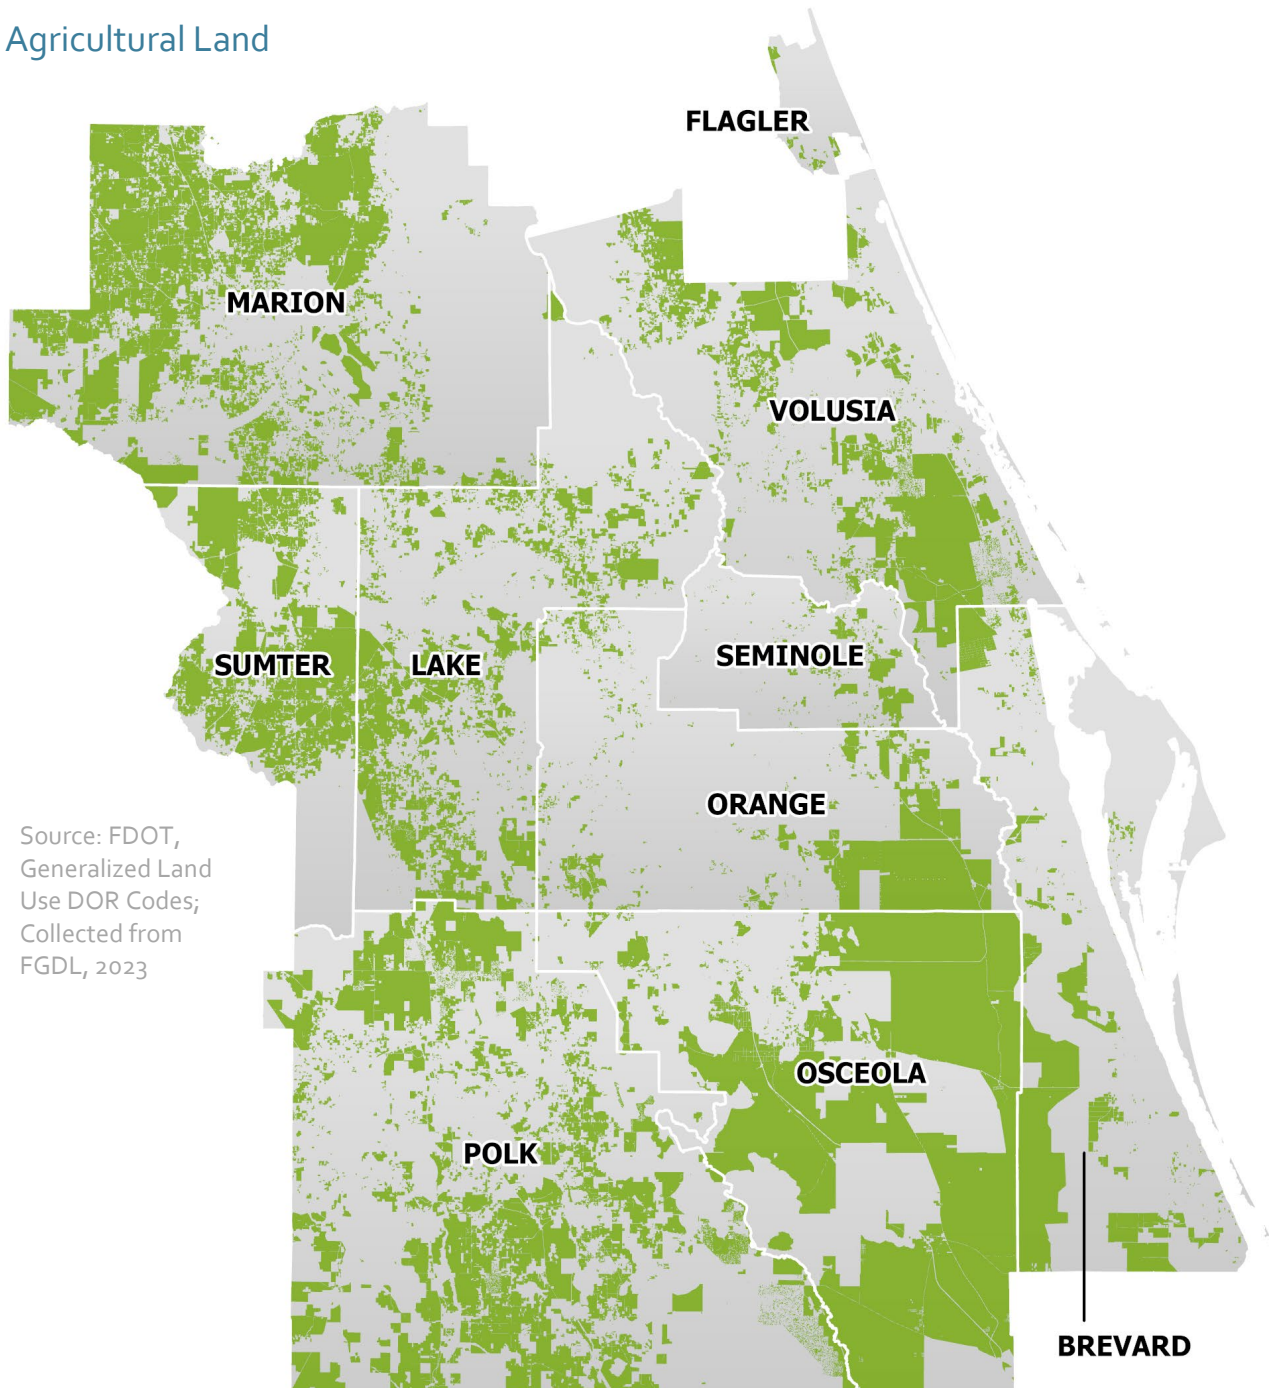 Agricultural Land
FLAGLER
MARION
VOLUSIA
SEMINOLE
SUMTER
LAKE
ORANGE
Source: FDOT,
Generalized Land
Use DOR Codes;
Collected from
FGDL, 2023
OSCEOLA
POLK
BREVARD